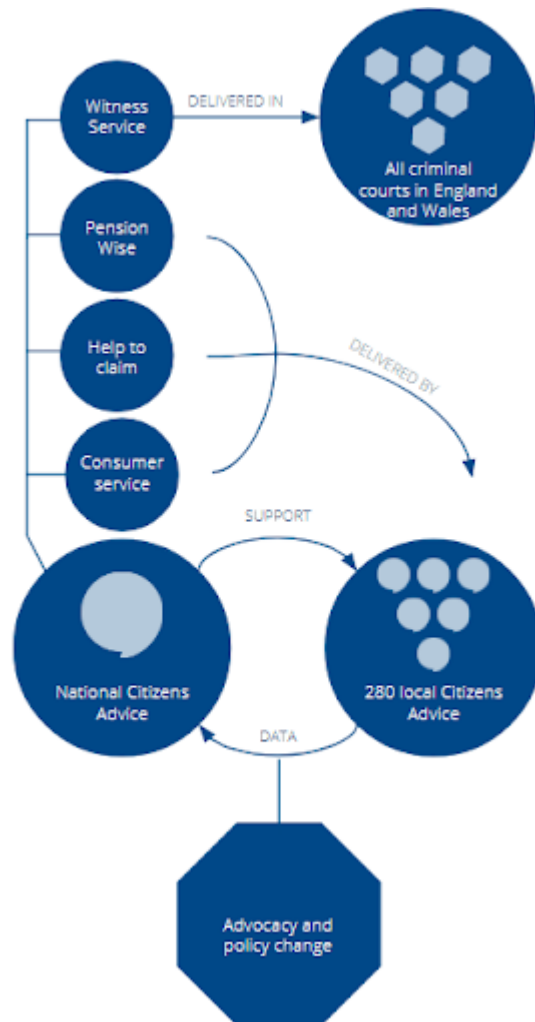 Witness
Service
DELIVERED IN
All criminal
courts in England
and Wales
Pension
Wise
Help to
claim
DELIVERED BY
Consumer
service
SUPPORT
National Citizens
Advice
280 local Citizens
Advice
DATA
Advocacy and
policy change